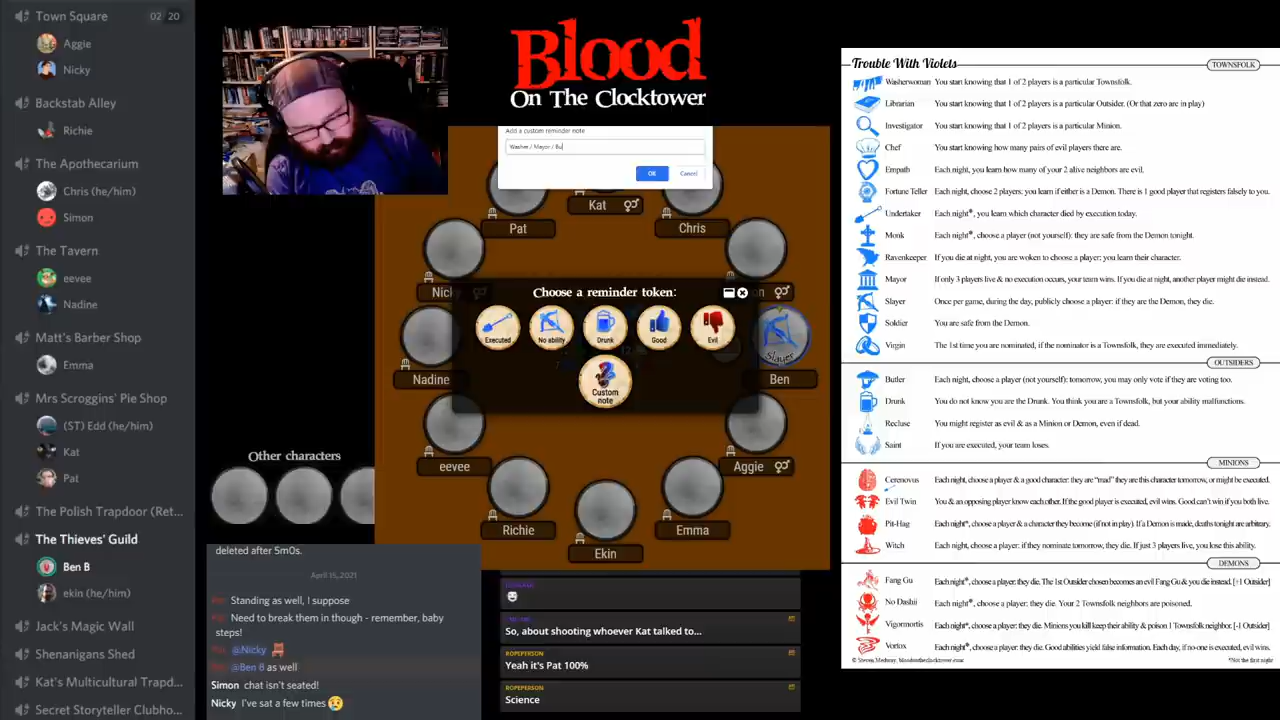 Town Square
02 20
Aggie
Nicky
Backstab Alley
Richie
The Apothecarium
Chris (he/him)
Simon
The Tavern
eevee
Nadine
Matt's Barber Shop
Emma
Mrs Scroggins' Pie Shop
(ST) Edd (he/him)
Kat
Pat
The Polish Trapdoor (het...
The Thieves' Guild
Ben B
ekin (he/him)
Jack's Magic Wall
Shenanigans Shed
Kat's Multicultural Trapd...
Secret Storyteller Clubho...
Blood
On The Clocktower
Add a custom reminder note
Washer / Mayor / Bu
OK
Cancel
Kat
Pat
Chris
Nicky
Choose a reminder token:
Executed
No ability
Drunk
Good
Evil
Custom
note
Slayer
Nadine
Ben
eevee
Aggie
Richie
Emma
Ekin
Other characters
deleted after 5m0s.
April 15, 2021
Standing as well, I suppose
Need to break them in though - remember, baby
steps!
@Nicky
@Ben B as well
Simon chat isn't seated!
Nicky I've sat a few times
So, about shooting whoever Kat talked to...
ROPEPERSON
Yeah it's Pat 100%
ROPEPERSON
Science
Trouble With Violets
TOWNSFOLK
Washerwoman You start knowing that 1 of 2 players is a particular Townsfolk.
Librarian You start knowing that 1 of 2 players is a particular Outsider. (Or that zero are in play)
Investigator You start knowing that 1 of 2 players is a particular Minion.
Chef You start knowing how many pairs of evil players there are.
Empath Each night, you learn how many of your 2 alive neighbors are evil.
Fortune Teller Each night, choose 2 players: you learn if either is a Demon. There is 1 good player that registers falsely to you.
Undertaker Each night*, you learn which character died by execution today.
Monk Each night*, choose a player (not yourself): they are safe from the Demon tonight.
Ravenkeeper If you die at night, you are woken to choose a player; you learn their character.
Mayor If only 3 players live & no execution occurs, your team wins. If you die at night, another player might die instead.
Slayer Once per game, during the day, publicly choose a player: if they are the Demon, they die.
Soldier You are safe from the Demon.
Virgin The 1st time you are nominated, if the nominator is a Townsfolk, they are executed immediately.
OUTSIDERS
Butler Each night, choose a player (not yourself): tomorrow, you may only vote if they are voting too.
Drunk You do not know you are the Drunk. You think you are a Townsfolk, but your ability malfunctions.
Recluse You might register as evil & as a Minion or Demon, even if dead.
Saint If you are executed, your team loses.
MINIONS
Cerenovus Each night, choose a player & a good character: they are "mad" they are this character tomorrow, or might be executed.
Evil Twin You & an opposing player know each other. If the good player is executed, evil wins. Good can't win if you both live.
Pit-Hag Each night*, choose a player & a character they become (if not in play). If a Demon is made, deaths tonight are arbitrary.
Witch Each night, choose a player: if they nominate tomorrow, they die. If just 3 players live, you lose this ability.
DEMONS
Fang Gu Each night*, choose a player: they die. The 1st Outsider chosen becomes an evil Fang Gu & you die instead. [+1 Outsider]
No Dashii Each night*, choose a player: they die. Your 2 Townsfolk neighbors are poisoned.
Vigormortis Each night*, choose a player: they die. Minions you kill keep their ability & poison 1 Townsfolk neighbor. [-1 Outsider]
Vortox Each night*, choose a player: they die. Good abilities yield false information. Each day, if no-one is executed, evil wins.
© Steven Medway, bloodontheclocktower.com
*Not the first night